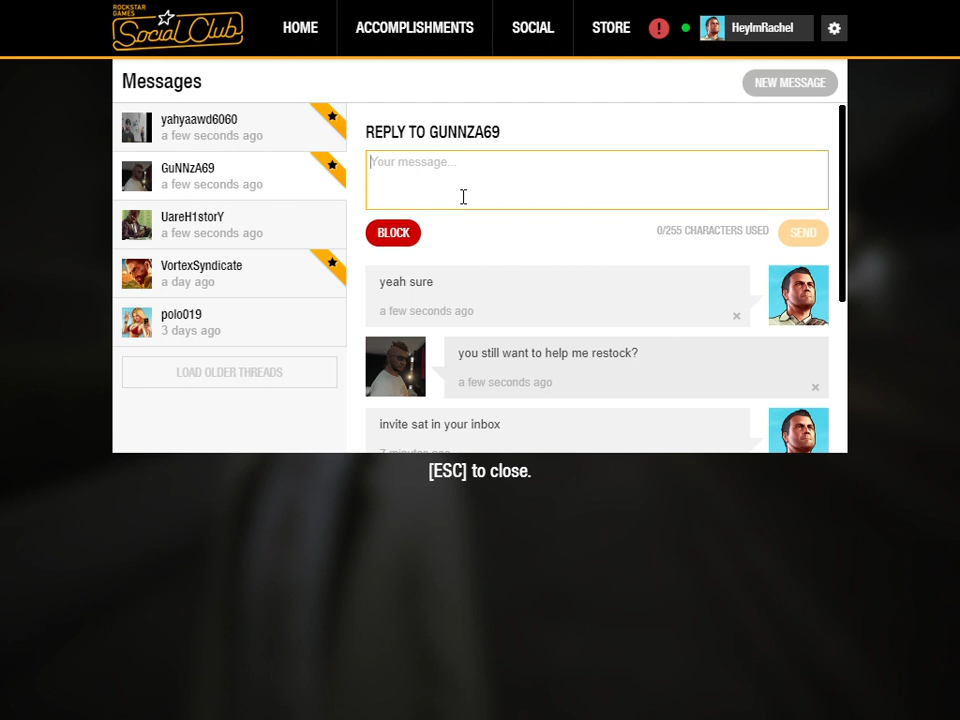 ROCKSTAR
GAMES
Social Club
HOME
ACCOMPLISHMENTS
SOCIAL
STORE
!
HeyImRachel
Messages
NEW MESSAGE
yahyaawd6060
a few seconds ago
GuNNzA69
a few seconds ago
UareH1storY
a few seconds ago
VortexSyndicate
a day ago
polo019
3 days ago
LOAD OLDER THREADS
REPLY TO GUNNZA69
Your message...
BLOCK
0/255 CHARACTERS USED
SEND
yeah sure
a few seconds ago
you still want to help me restock?
a few seconds ago
invite sat in your inbox
7 minutes ago
[ESC] to close.